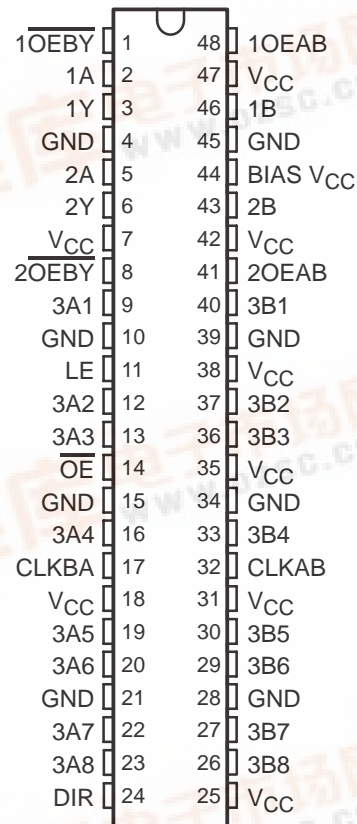 1OEBY 1 48 1OEAB
1A 2 47 VCC
1Y 3 46 1B
GND 4 45 GND
2A 5 44 BIAS VCC
2Y 6 43 2B
VCC 7 42 VCC
2OEBY 8 41 2OEAB
3A1 9 40 3B1
GND 10 39 GND
LE 11 38 VCC
3A2 12 37 3B2
3A3 13 36 3B3
OE 14 35 VCC
GND 15 34 GND
3A4 16 33 3B4
CLKBA 17 32 CLKAB
VCC 18 31 VCC
3A5 19 30 3B5
3A6 20 29 3B6
GND 21 28 GND
3A7 22 27 3B7
3A8 23 26 3B8
DIR 24 25 VCC